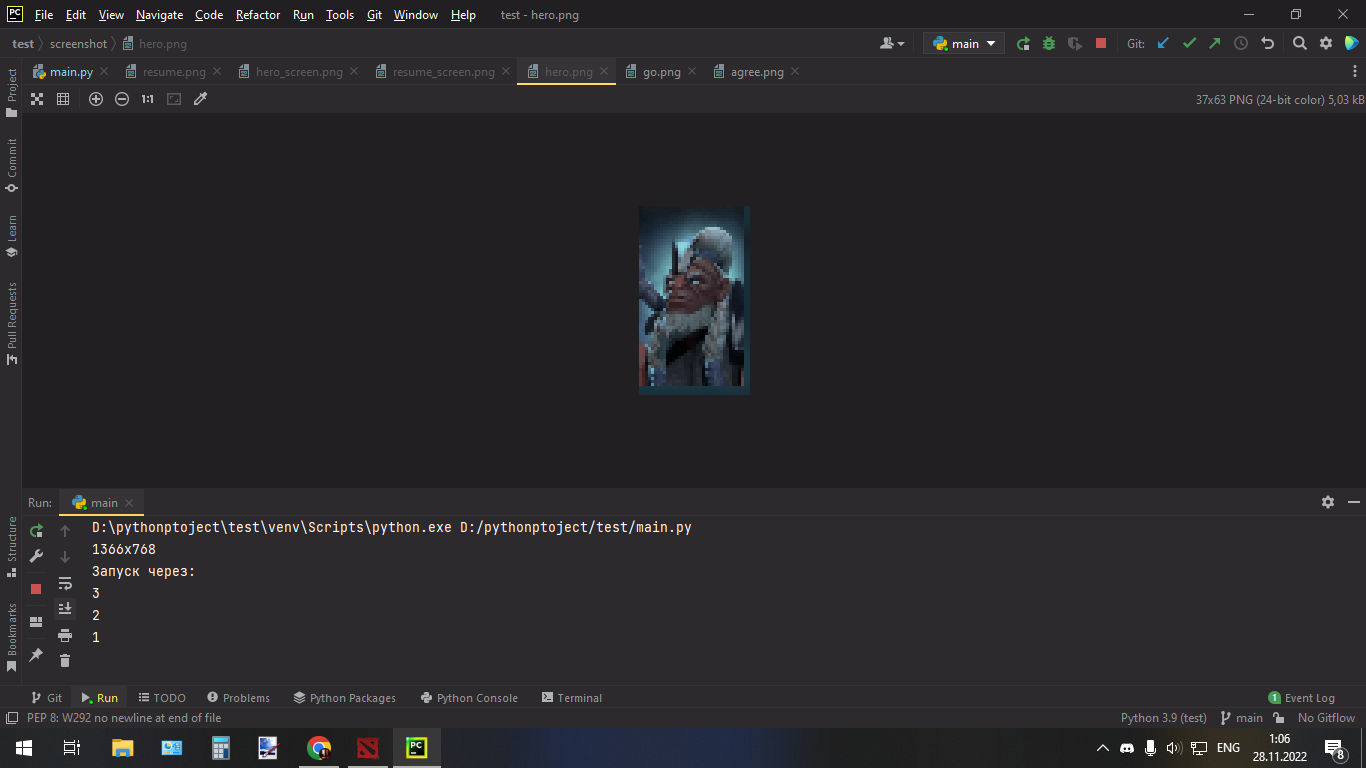 PC File Edit View Navigate Code Refactor Run Tools Git Window Help test - hero.png
test screenshot hero.png main Git:
main.py resume.png hero_screen.png resume_screen.png hero.png go.png agree.png
1:1 37x63 PNG (24-bit color) 5,03 kB
Project
Commit
Learn
Pull Requests
Structure
Bookmarks
Run: main
D:\pythonptoject\test\venv\Scripts\python.exe D:/pythonptoject/test/main.py
1366x768
Запуск через:
3
2
1
Git Run TODO Problems Python Packages Python Console Terminal 1 Event Log
PEP 8: W292 no newline at end of file Python 3.9 (test) main No Gitflow
PC ENG 1:06
28.11.2022 8